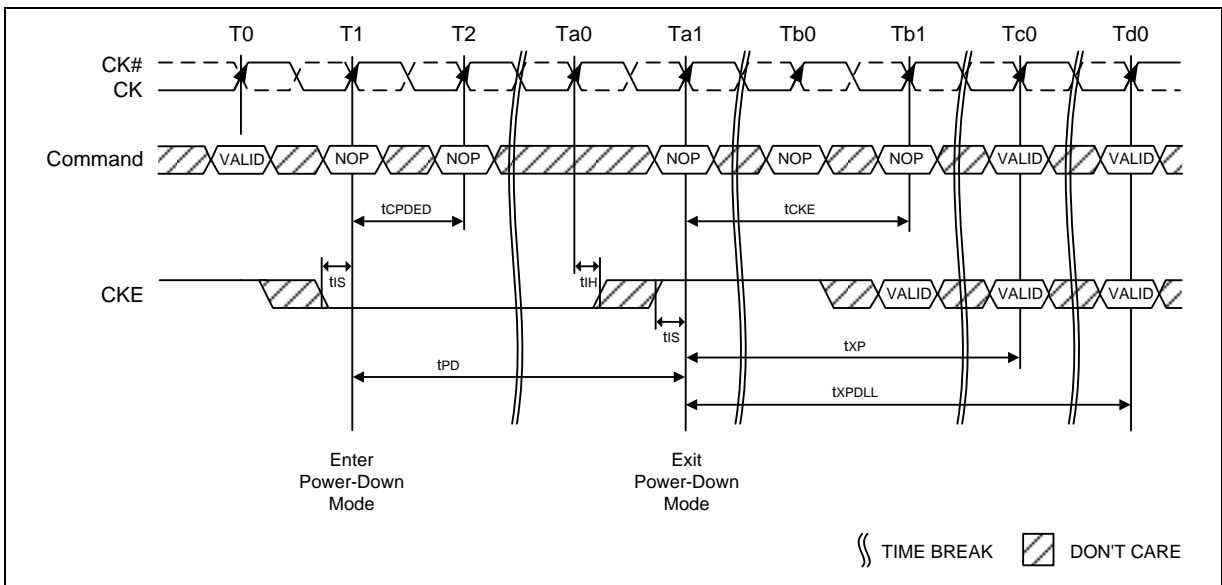 T0 T1 T2 Ta0 Ta1 Tb0 Tb1 Tc0 Td0
CK#
CK
Command VALID NOP NOP NOP NOP NOP VALID VALID
tCPDED tCKE
tIS tIH
CKE VALID VALID VALID
tIS
tXP
tPD
tXPDLL
Enter
Power-Down
Mode
Exit
Power-Down
Mode
TIME BREAK DON'T CARE